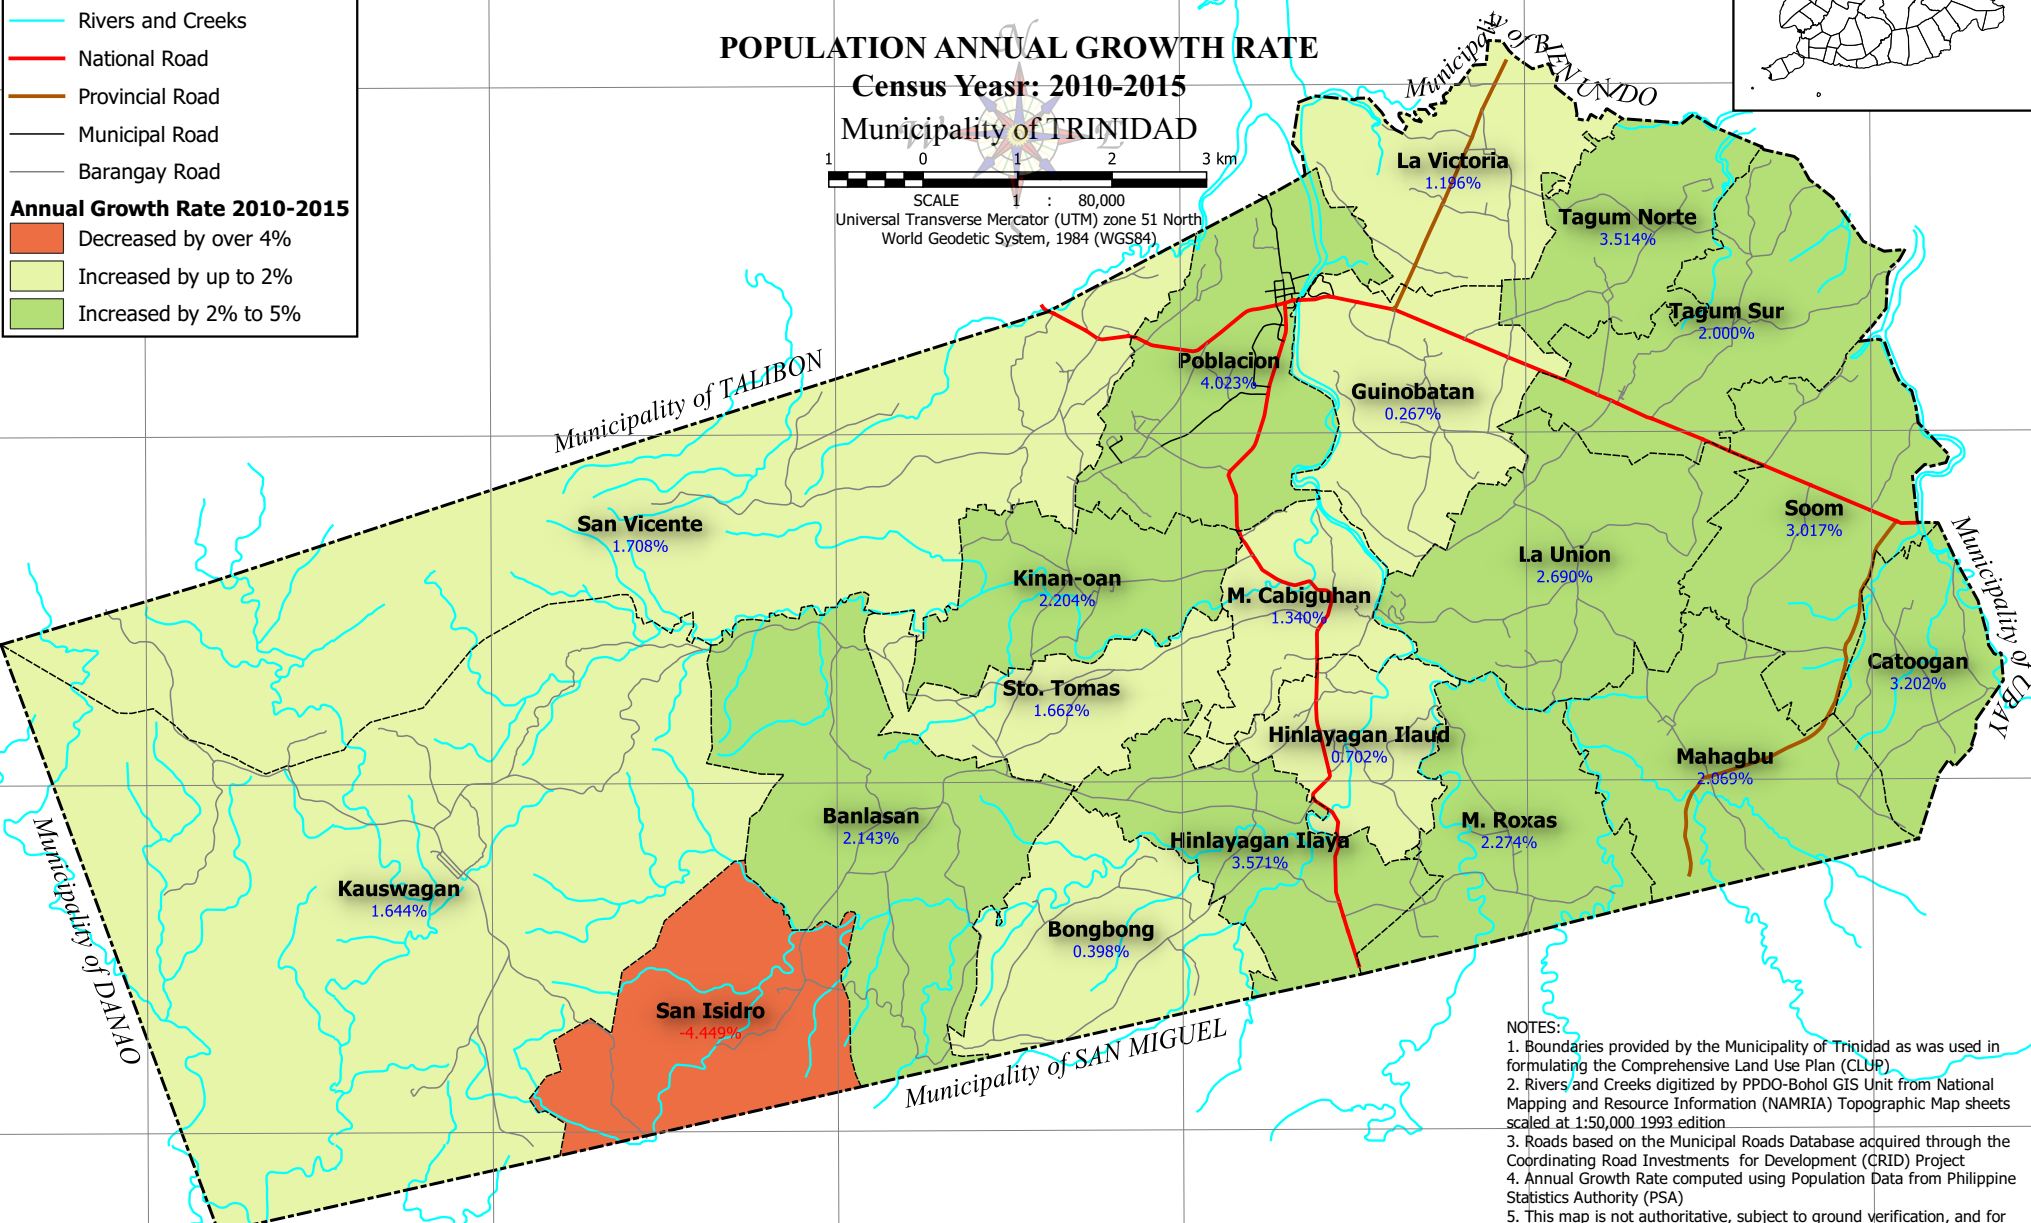 Rivers and Creeks
National Road
Provincial Road
Municipal Road
Barangay Road
Annual Growth Rate 2010-2015
Decreased by over 4%
Increased by up to 2%
Increased by 2% to 5%
N
W
E
POPULATION ANNUAL GROWTH RATE
Census Yeasr: 2010-2015
Municipality of TRINIDAD
1 0 1 2 3 km
SCALE 1 : 80,000
Universal Transverse Mercator (UTM) zone 51 North
World Geodetic System, 1984 (WGS84)
Municipality of BIEN UNIDO
La Victoria
1.196%
Tagum Norte
3.514%
Tagum Sur
2.000%
Municipality of TALIBON
Poblacion
4.023%
Guinobatan
0.267%
San Vicente
1.708%
Soom
3.017%
La Union
2.690%
Kinan-oan
2.204%
M. Cabiguhan
1.340%
Municipality of UBAY
Catoogan
3.202%
Sto. Tomas
1.662%
Hinlayagan Ilaud
0.702%
Mahagbu
2.069%
Banlasan
2.143%
Hinlayagan Ilaya
3.571%
M. Roxas
2.274%
Municipality of DANAO
Kauswagan
1.644%
Bongbong
0.398%
San Isidro
-4.449%
Municipality of SAN MIGUEL
NOTES:
1. Boundaries provided by the Municipality of Trinidad as was used in
formulating the Comprehensive Land Use Plan (CLUP)
2. Rivers and Creeks digitized by PPDO-Bohol GIS Unit from National
Mapping and Resource Information (NAMRIA) Topographic Map sheets
scaled at 1:50,000 1993 edition
3. Roads based on the Municipal Roads Database acquired through the
Coordinating Road Investments for Development (CRID) Project
4. Annual Growth Rate computed using Population Data from Philippine
Statistics Authority (PSA)
5. This map is not authoritative, subject to ground verification, and for